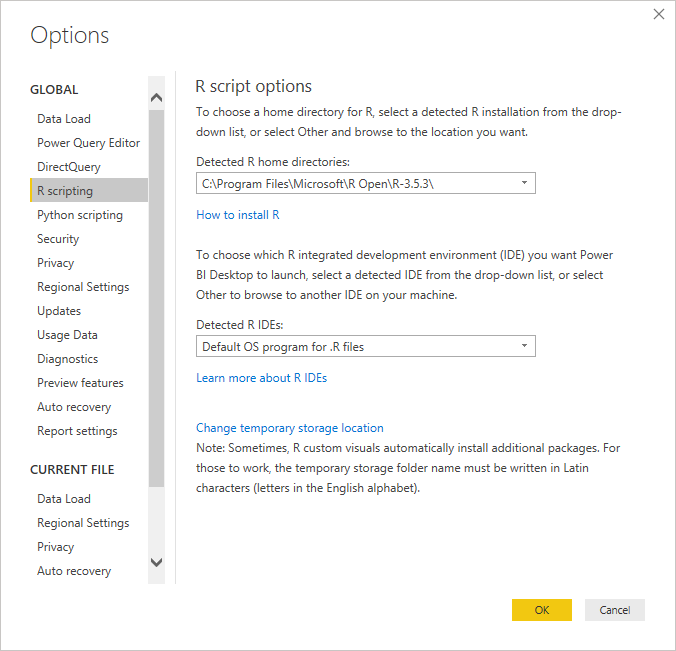 Options
GLOBAL
Data Load
Power Query Editor
DirectQuery
R scripting
Python scripting
Security
Privacy
Regional Settings
Updates
Usage Data
Diagnostics
Preview features
Auto recovery
Report settings
CURRENT FILE
Data Load
Regional Settings
Privacy
Auto recovery
R script options
To choose a home directory for R, select a detected R installation from the drop-
down list, or select Other and browse to the location you want.
Detected R home directories:
C:\Program Files\Microsoft\R Open\R-3.5.3\
How to install R
To choose which R integrated development environment (IDE) you want Power
BI Desktop to launch, select a detected IDE from the drop-down list, or select
Other to browse to another IDE on your machine.
Detected R IDEs:
Default OS program for .R files
Learn more about R IDEs
Change temporary storage location
Note: Sometimes, R custom visuals automatically install additional packages. For
those to work, the temporary storage folder name must be written in Latin
characters (letters in the English alphabet).
OK
Cancel